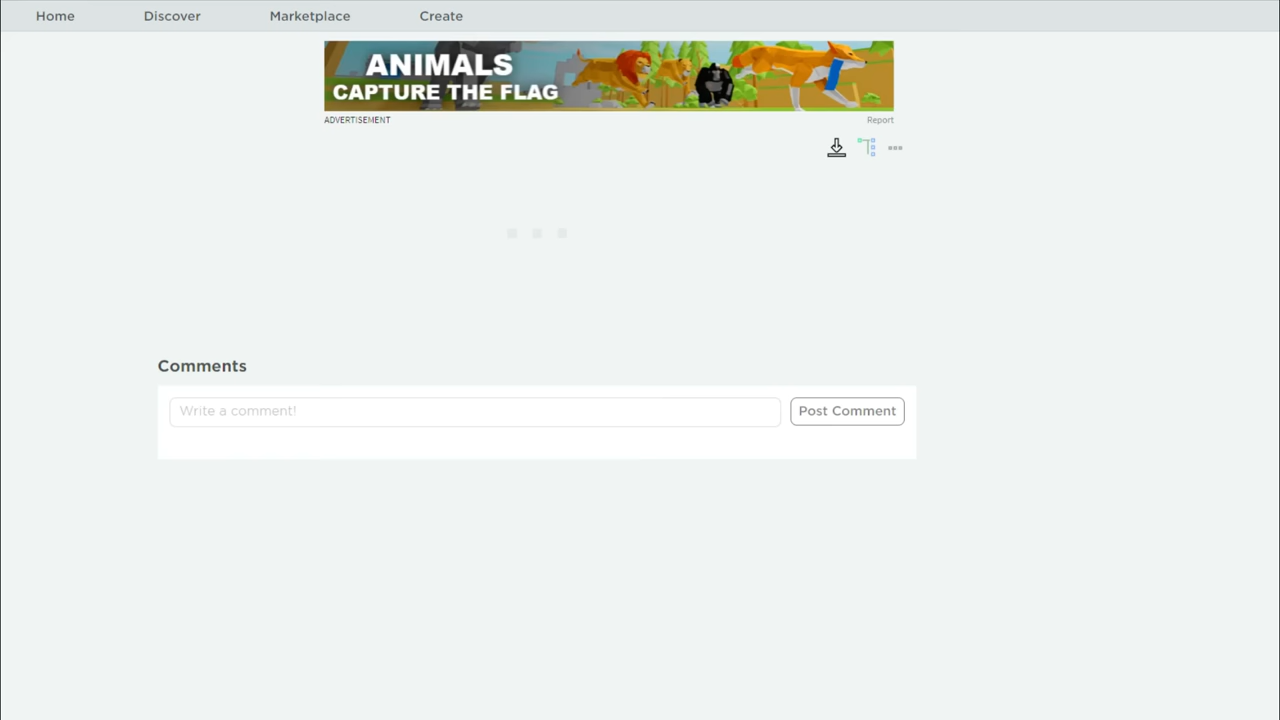 Home Discover Marketplace Create
ANIMALS
CAPTURE THE FLAG
ADVERTISEMENT Report
Comments
Write a comment! Post Comment